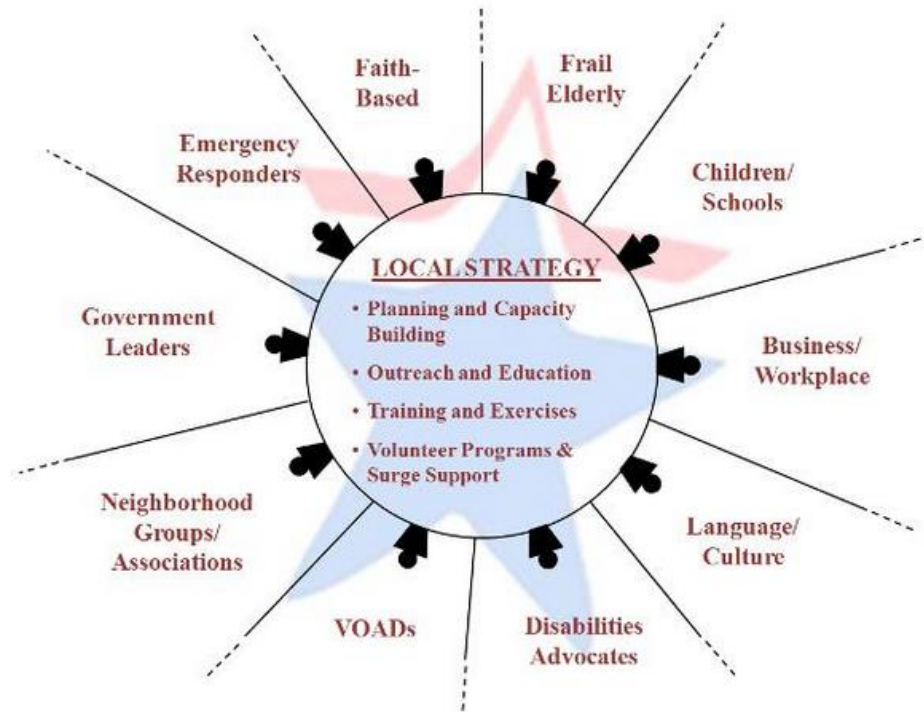 Faith-
Based
Frail
Elderly
Emergency
Responders
Children/
Schools
LOCAL STRATEGY
• Planning and Capacity
Building
• Outreach and Education
• Training and Exercises
• Volunteer Programs &
Surge Support
Government
Leaders
Business/
Workplace
Neighborhood
Groups/
Associations
Language/
Culture
VOADs
Disabilities
Advocates